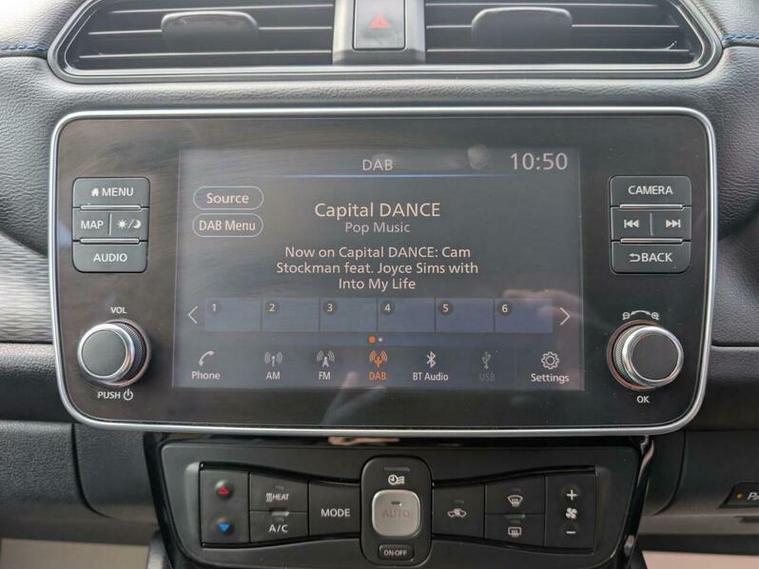 DAB
10:50
MENU
MAP
AUDIO
Source
DAB Menu
Capital DANCE
Pop Music
Now on Capital DANCE: Cam
Stockman feat. Joyce Sims with
Into My Life
CAMERA
BACK
1 2 3 4 5 6
VOL
PUSH
OK
Phone
AM
FM
DAB
BT Audio
USB
Settings
HEAT
A/C
MODE
AUTO
ON·OFF
+
−